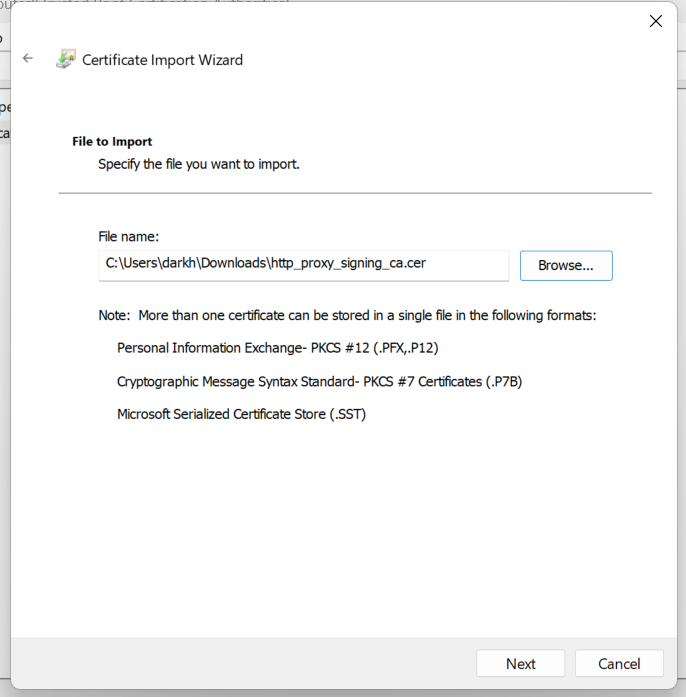 Certificate Import Wizard
File to Import
Specify the file you want to import.
File name:
C:\Users\darkh\Downloads\http_proxy_signing_ca.cer
Browse...
Note:  More than one certificate can be stored in a single file in the following formats:
Personal Information Exchange- PKCS #12 (.PFX,.P12)
Cryptographic Message Syntax Standard- PKCS #7 Certificates (.P7B)
Microsoft Serialized Certificate Store (.SST)
Next
Cancel